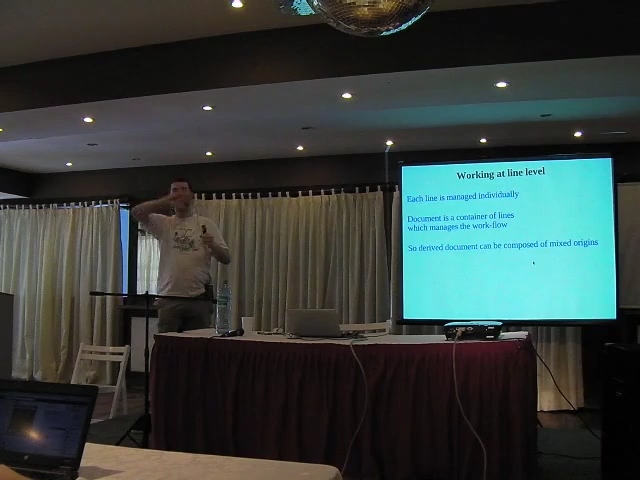 Working at line level
Each line is managed individually
Document is a container of lines
which manages the work-flow
So derived document can be composed of mixed origins